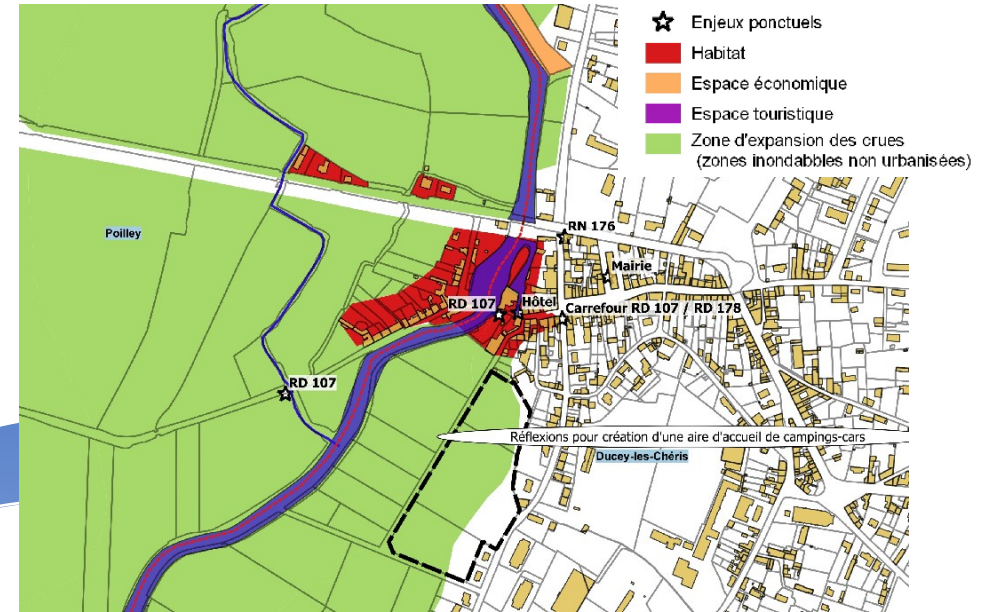 Enjeux ponctuels
Habitat
Espace économique
Espace touristique
Zone d'expansion des crues
(zones inondabbles non urbanisées)
RN 176
Poilley
Mairie
RD 107
Hôtel
Carrefour RD 107 / RD 178
RD 107
Réflexions pour création d'une aire d'accueil de campings-cars
Ducey-les-Chéris